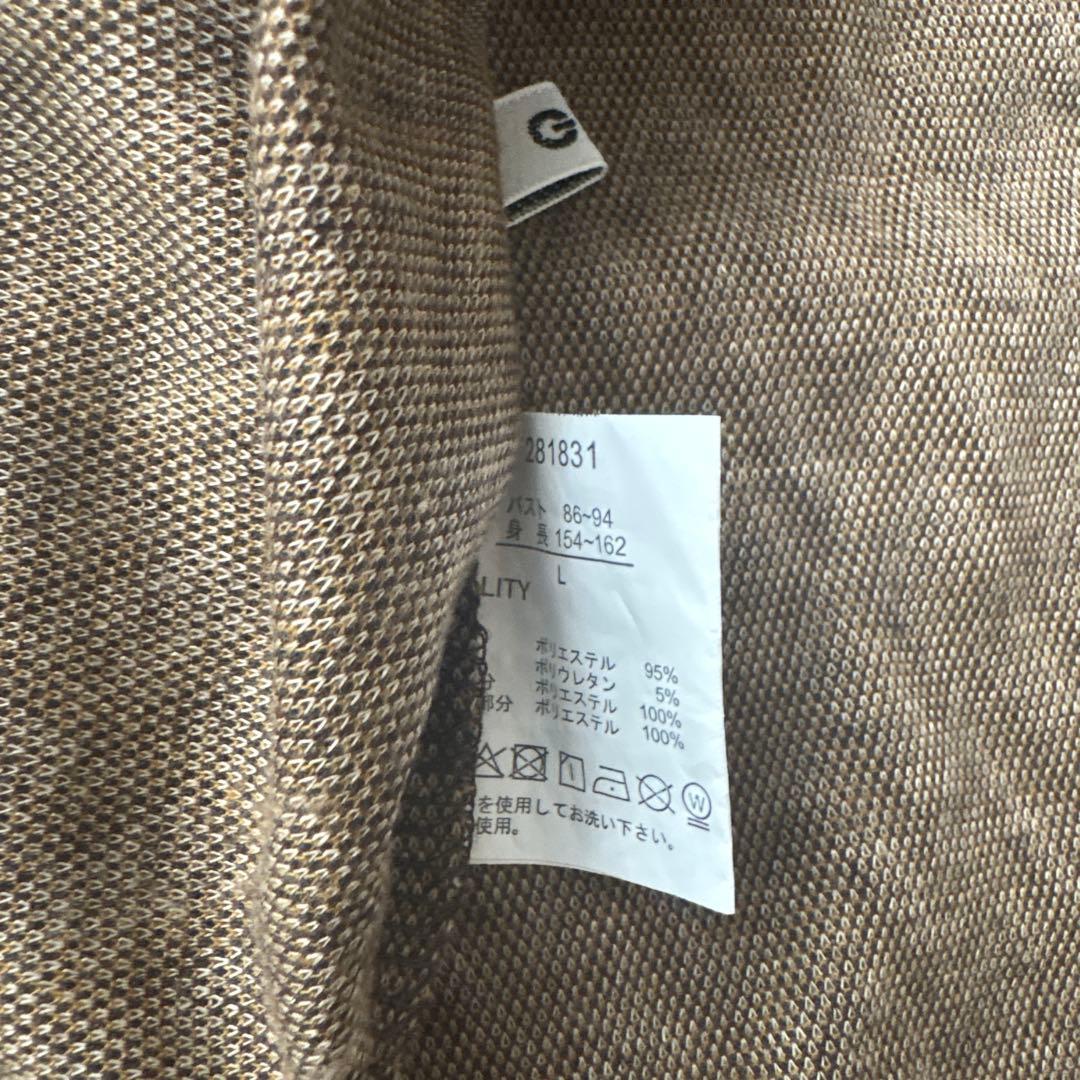 G
281831
バスト 86~94
身 長 154~162
L
LITY
ポリエステル 95%
ポリウレタン 5%
分 ポリエステル 100%
部分 ポリエステル 100%
W
を使用してお洗い下さい。
使用。